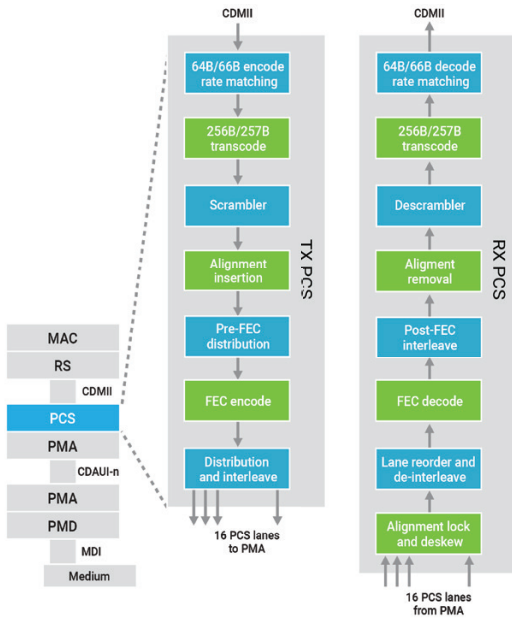 CDMII
64B/66B encode
rate matching
256B/257B
transcode
Scrambler
Alignment
insertion
Pre-FEC
distribution
FEC encode
Distribution
and interleave
TX PCS
16 PCS lanes
to PMA
CDMII
64B/66B decode
rate matching
256B/257B
transcode
Descrambler
Aligment
removal
Post-FEC
interleave
FEC decode
Lane reorder and
de-interleave
Alignment lock
and deskew
RX PCS
16 PCS lanes
from PMA
MAC
RS
CDMII
PCS
PMA
CDAUI-n
PMA
PMD
MDI
Medium